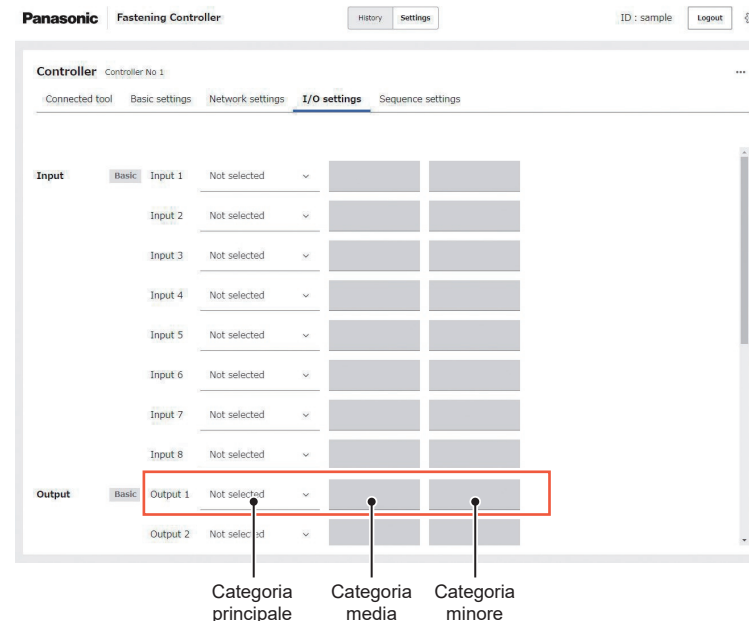 Panasonic Fastening Controller History Settings ID : sample Logout
Controller Controller No 1 ...
Connected tool Basic settings Network settings I/O settings Sequence settings
Input Basic Input 1 Not selected
Input 2 Not selected
Input 3 Not selected
Input 4 Not selected
Input 5 Not selected
Input 6 Not selected
Input 7 Not selected
Input 8 Not selected
Output Basic Output 1 Not selected
Output 2 Not selected
Categoria Categoria Categoria
principale media minore